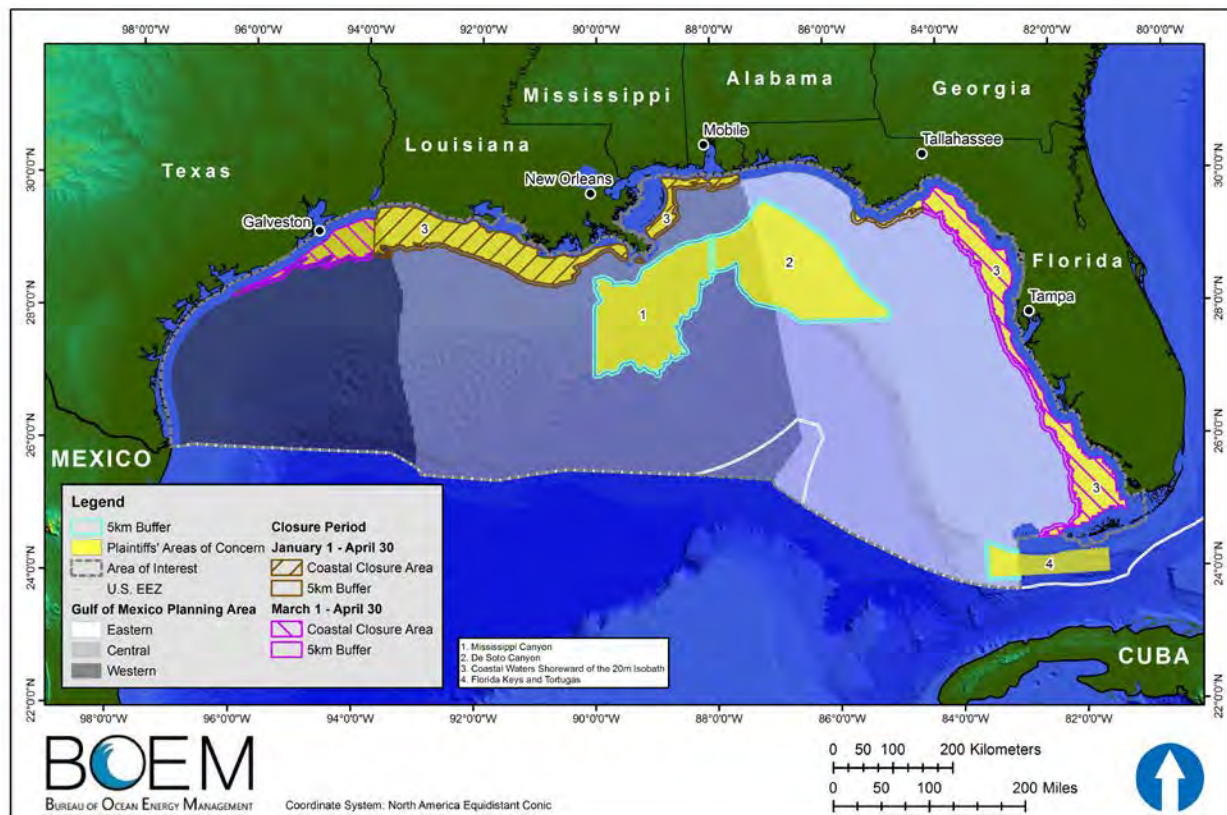 98°0'0"W 96°0'0"W 94°0'0"W 92°0'0"W 90°0'0"W 88°0'0"W 86°0'0"W 84°0'0"W 82°0'0"W 80°0'0"W
Mississippi
Alabama
Georgia
Mobile
Tallahassee
Louisiana
Texas
New Orleans
Galveston
Florida
Tampa
30°0'0"N
28°0'0"N
26°0'0"N
24°0'0"N
22°0'0"N
30°0'0"N
28°0'0"N
26°0'0"N
24°0'0"N
22°0'0"N
3
3
2
1
3
3
4
MEXICO
CUBA
Legend
5km Buffer
Plaintiffs' Areas of Concern
Area of Interest
U.S. EEZ
Gulf of Mexico Planning Area
Eastern
Central
Western
Closure Period
January 1 - April 30
Coastal Closure Area
5km Buffer
March 1 - April 30
Coastal Closure Area
5km Buffer
1. Mississippi Canyon
2. De Soto Canyon
3. Coastal Waters Shoreward of the 20m Isobath
4. Florida Keys and Tortugas
98°0'0"W 96°0'0"W 94°0'0"W 92°0'0"W 90°0'0"W 88°0'0"W 86°0'0"W 84°0'0"W 82°0'0"W
BOEM
BUREAU OF OCEAN ENERGY MANAGEMENT
Coordinate System: North America Equidistant Conic
0 50 100 200 Kilometers
0 50 100 200 Miles